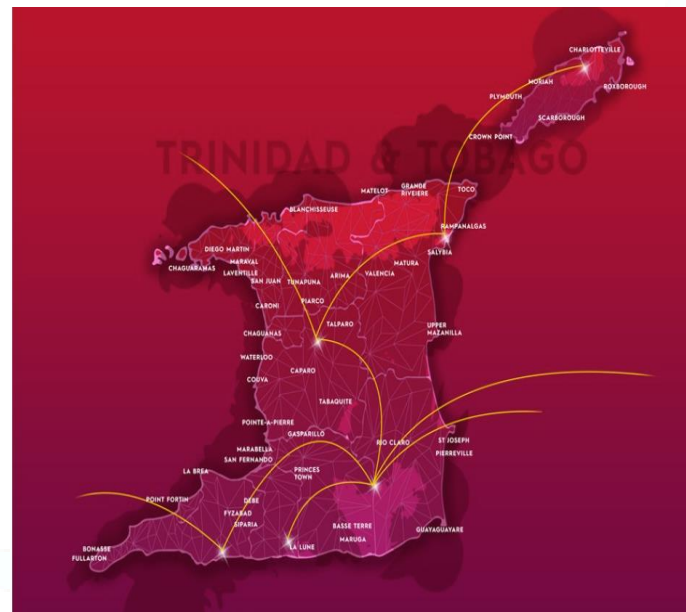 CHARLOTTEVILLE
MORIAH
ROXBOROUGH
PLYMOUTH
SCARBOROUGH
CROWN POINT
TRINIDAD & TOBAGO
GRANDE
RIVIERE
MATELOT
TOCO
BLANCHISSEUSE
RAMPANALGAS
DIEGO MARTIN
SALYBIA
MARAVAL
MATURA
CHAGUARAMAS
LAVENTILLE
ARIMA
VALENCIA
SAN JUAN
TUNAPUNA
PIARCO
CARONI
TALPARO
UPPER
MAZANILLA
CHAGUANAS
WATERLOO
CAPARO
COUVA
TABAQUITE
POINTE-A-PIERRE
GASPARILLO
RIO CLARO
ST JOSEPH
MARABELLA
PIERREVILLE
SAN FERNANDO
LA BREA
PRINCES
TOWN
POINT FORTIN
DEBE
FYZABAD
SIPARIA
BASSE TERRE
GUAYAGUAYARE
MARUGA
LA LUNE
BONASSE
FULLARTON